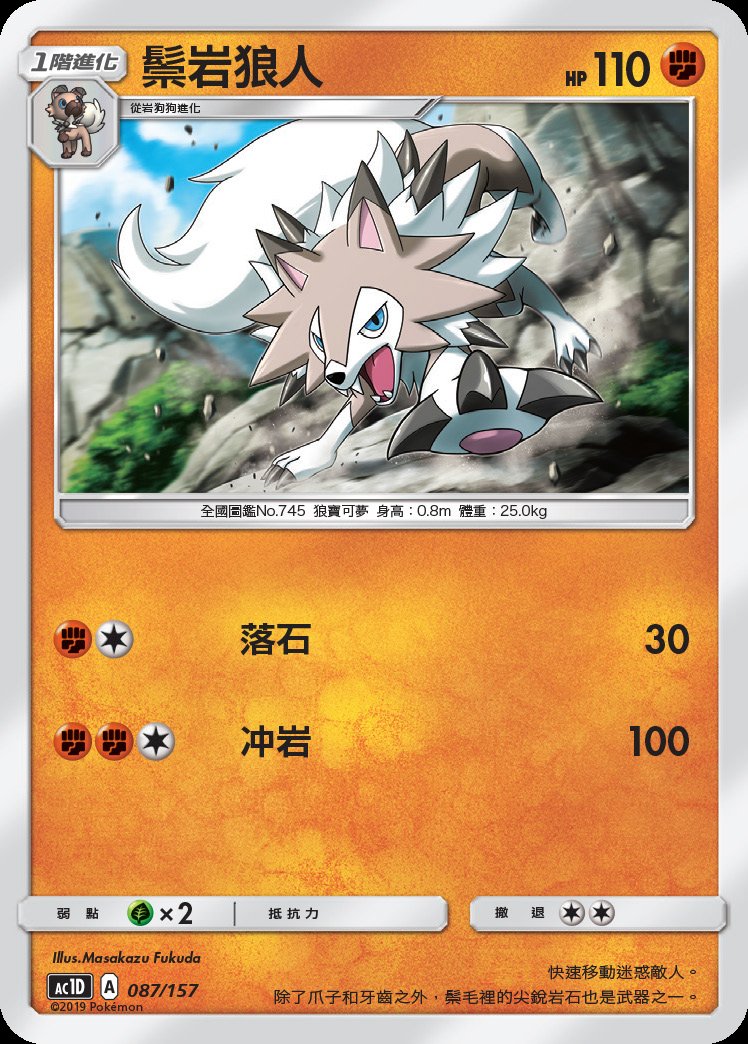 1階進化
鬃岩狼人
HP 110
從岩狗狗進化
全國圖鑑No.745 狼寶可夢 身高：0.8m 體重：25.0kg
落石 30
冲岩 100
弱點 ×2 抵抗力 撤退
Illus.Masakazu Fukuda
快速移動迷惑敵人。
AC1D A 087/157
除了爪子和牙齒之外，鬃毛裡的尖銳岩石也是武器之一。
©2019 Pokémon